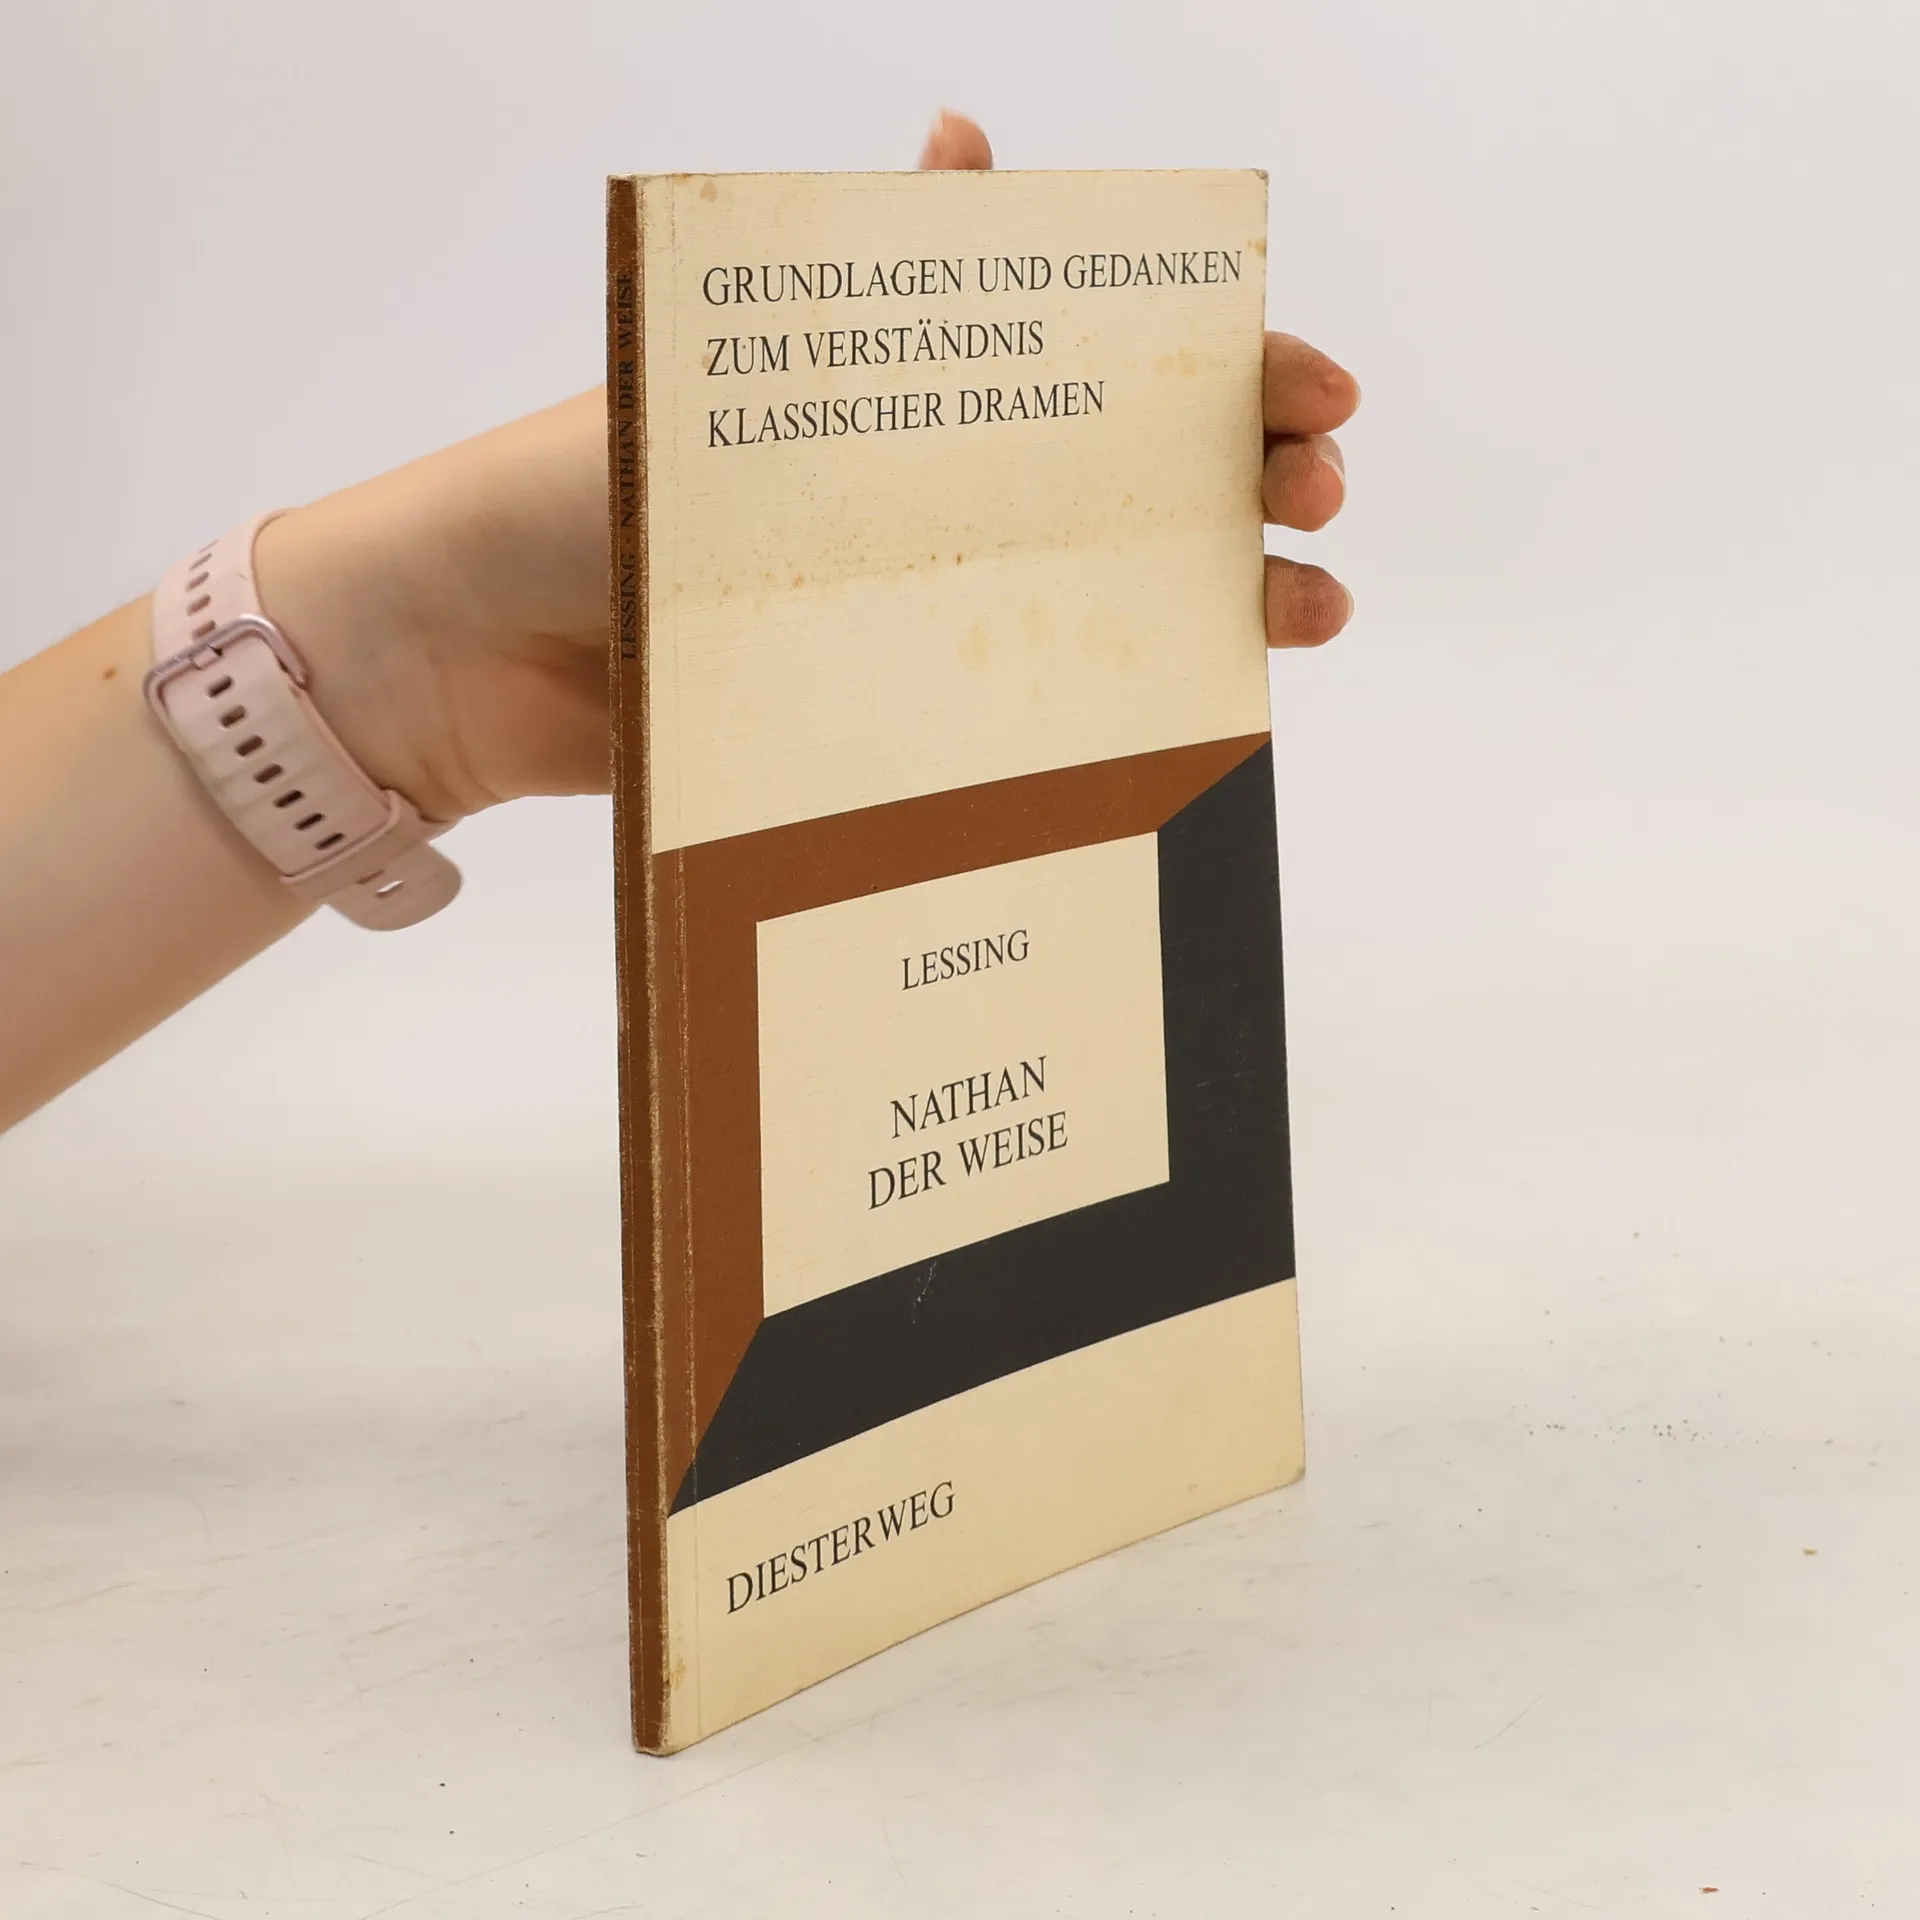 GRUNDLAGEN UND GEDANKEN
ZUM VERSTÄNDNIS
KLASSISCHER DRAMEN
LESSING
NATHAN
DER WEISE
DIESTERWEG
LESSING · NATHAN DER WEISE